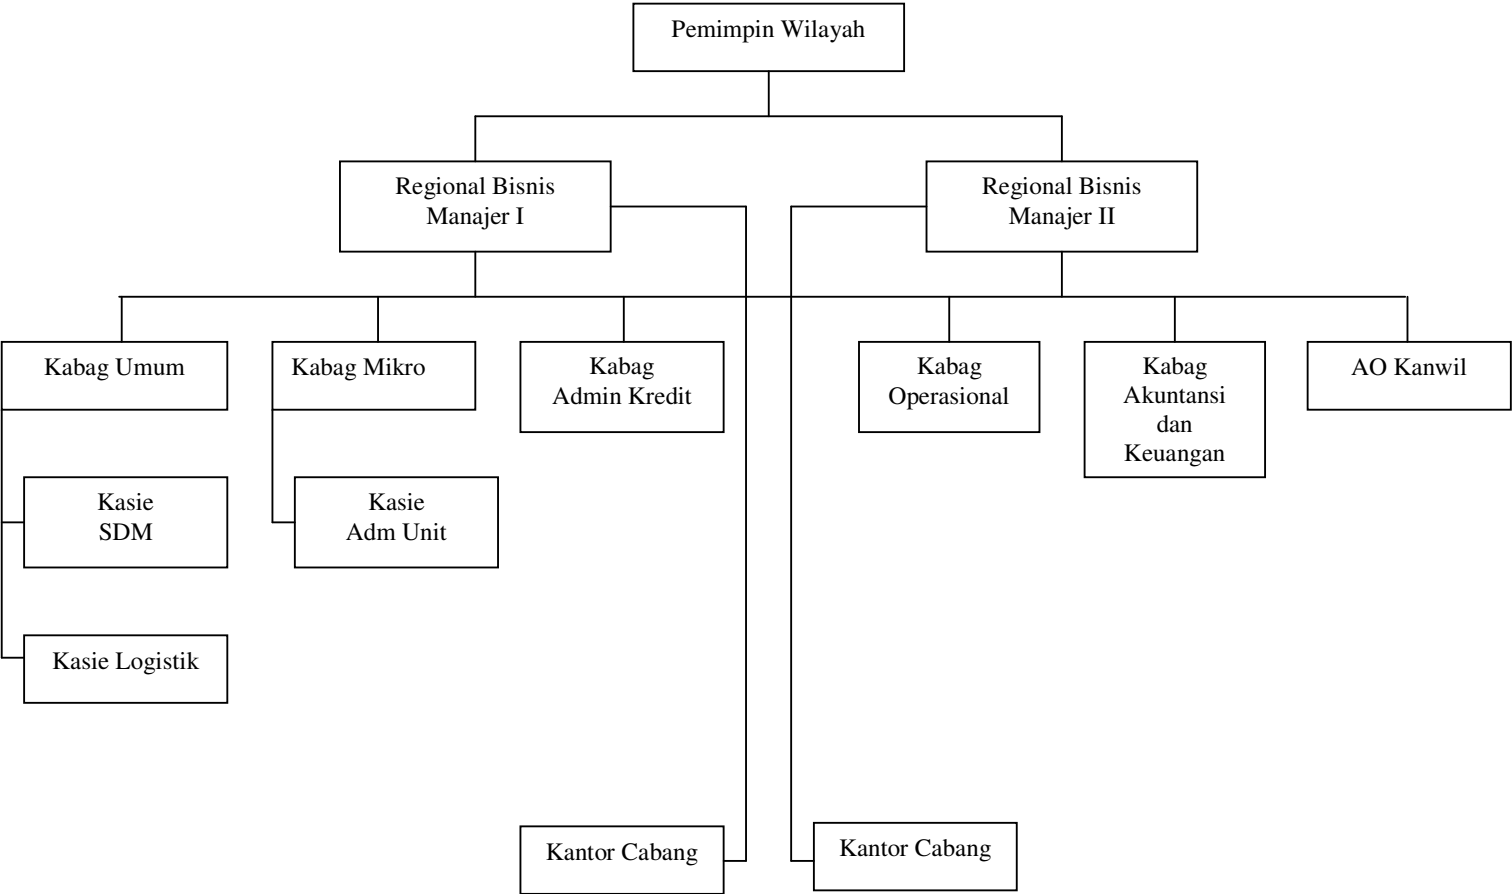 Pemimpin Wilayah
Regional Bisnis
Manajer I
Regional Bisnis
Manajer II
Kabag Umum
Kabag Mikro
Kabag
Admin Kredit
Kabag
Operasional
Kabag
Akuntansi
dan
Keuangan
AO Kanwil
Kasie
SDM
Kasie
Adm Unit
Kasie Logistik
Kantor Cabang
Kantor Cabang